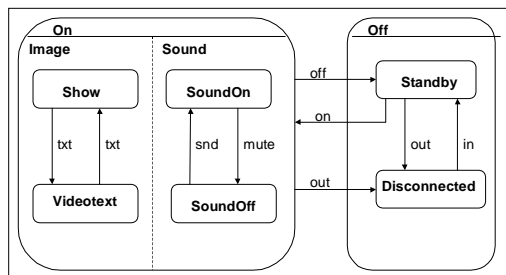 On
Off
Image
Sound
Show
SoundOn
off
Standby
on
txt
txt
snd
mute
out
in
out
Videotext
SoundOff
Disconnected